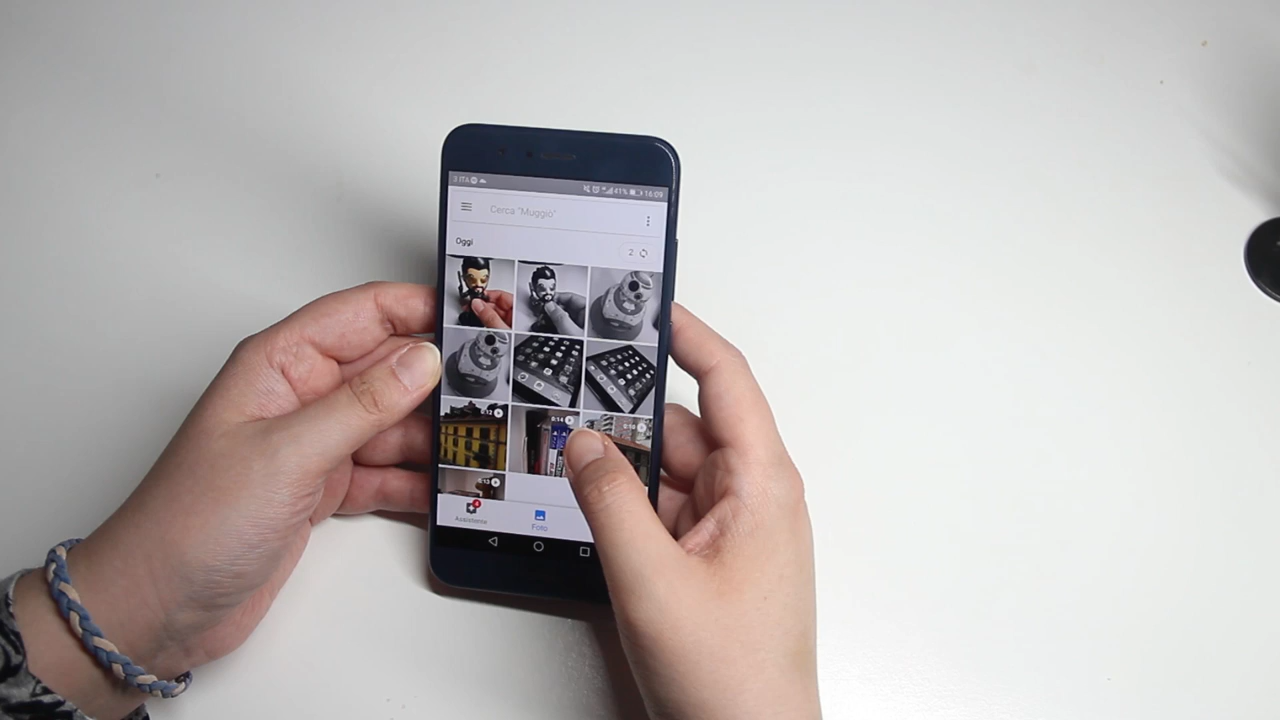 3 ITA 41% 16:09
Cerca "Muggiò"
Oggi
2
0:12 0:14 0:10
0:13
4
Assistente Foto